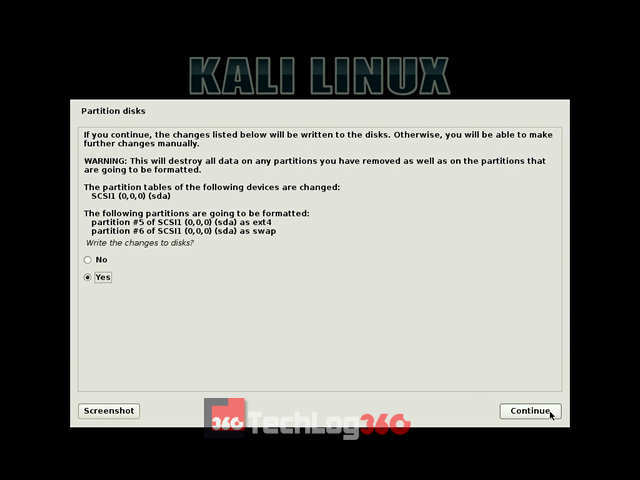 KALI LINUX
Partition disks
If you continue, the changes listed below will be written to the disks. Otherwise, you will be able to make
further changes manually.
WARNING: This will destroy all data on any partitions you have removed as well as on the partitions that
are going to be formatted.
The partition tables of the following devices are changed:
SCSI1 (0,0,0) (sda)
The following partitions are going to be formatted:
partition #5 of SCSI1 (0,0,0) (sda) as ext4
partition #6 of SCSI1 (0,0,0) (sda) as swap
Write the changes to disks?
No
Yes
Screenshot
360 TechLog360
Continue